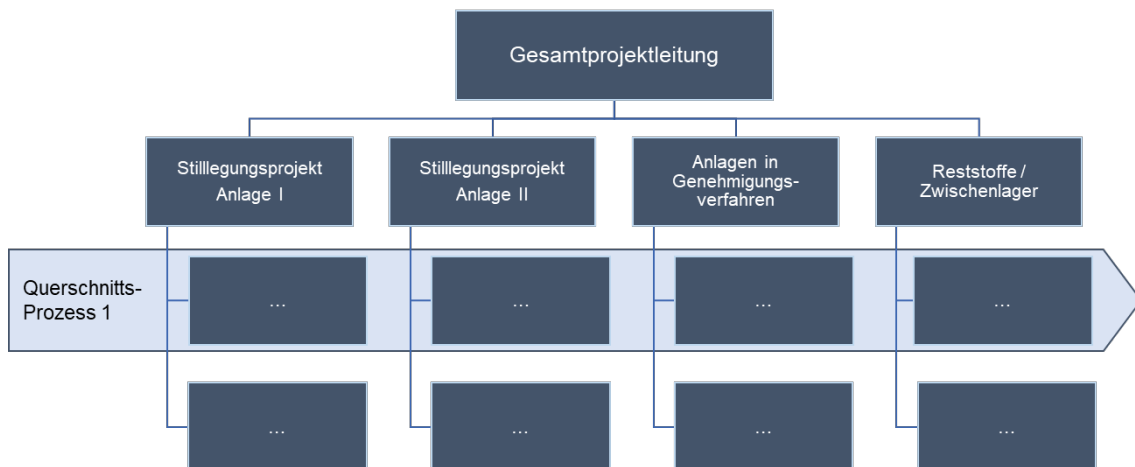 Gesamtprojektleitung
Stilllegungsprojekt
Anlage I
Stilllegungsprojekt
Anlage II
Anlagen in
Genehmigungs-
verfahren
Reststoffe /
Zwischenlager
Querschnitts-
Prozess 1
...
...
...
...
...
...
...
...